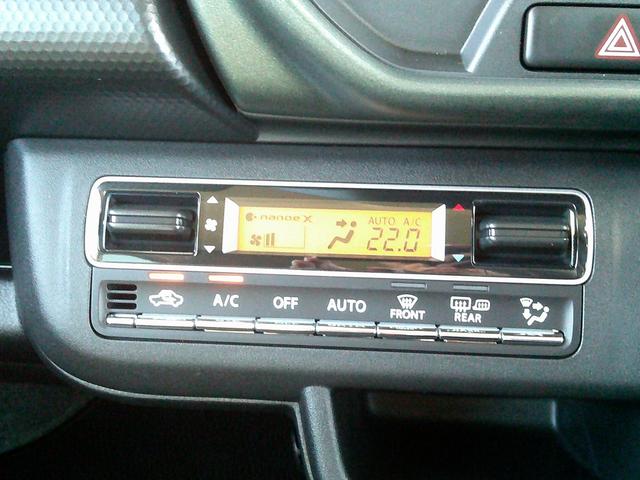 nanoe X
AUTO A/C
22.0
A/C OFF AUTO FRONT REAR